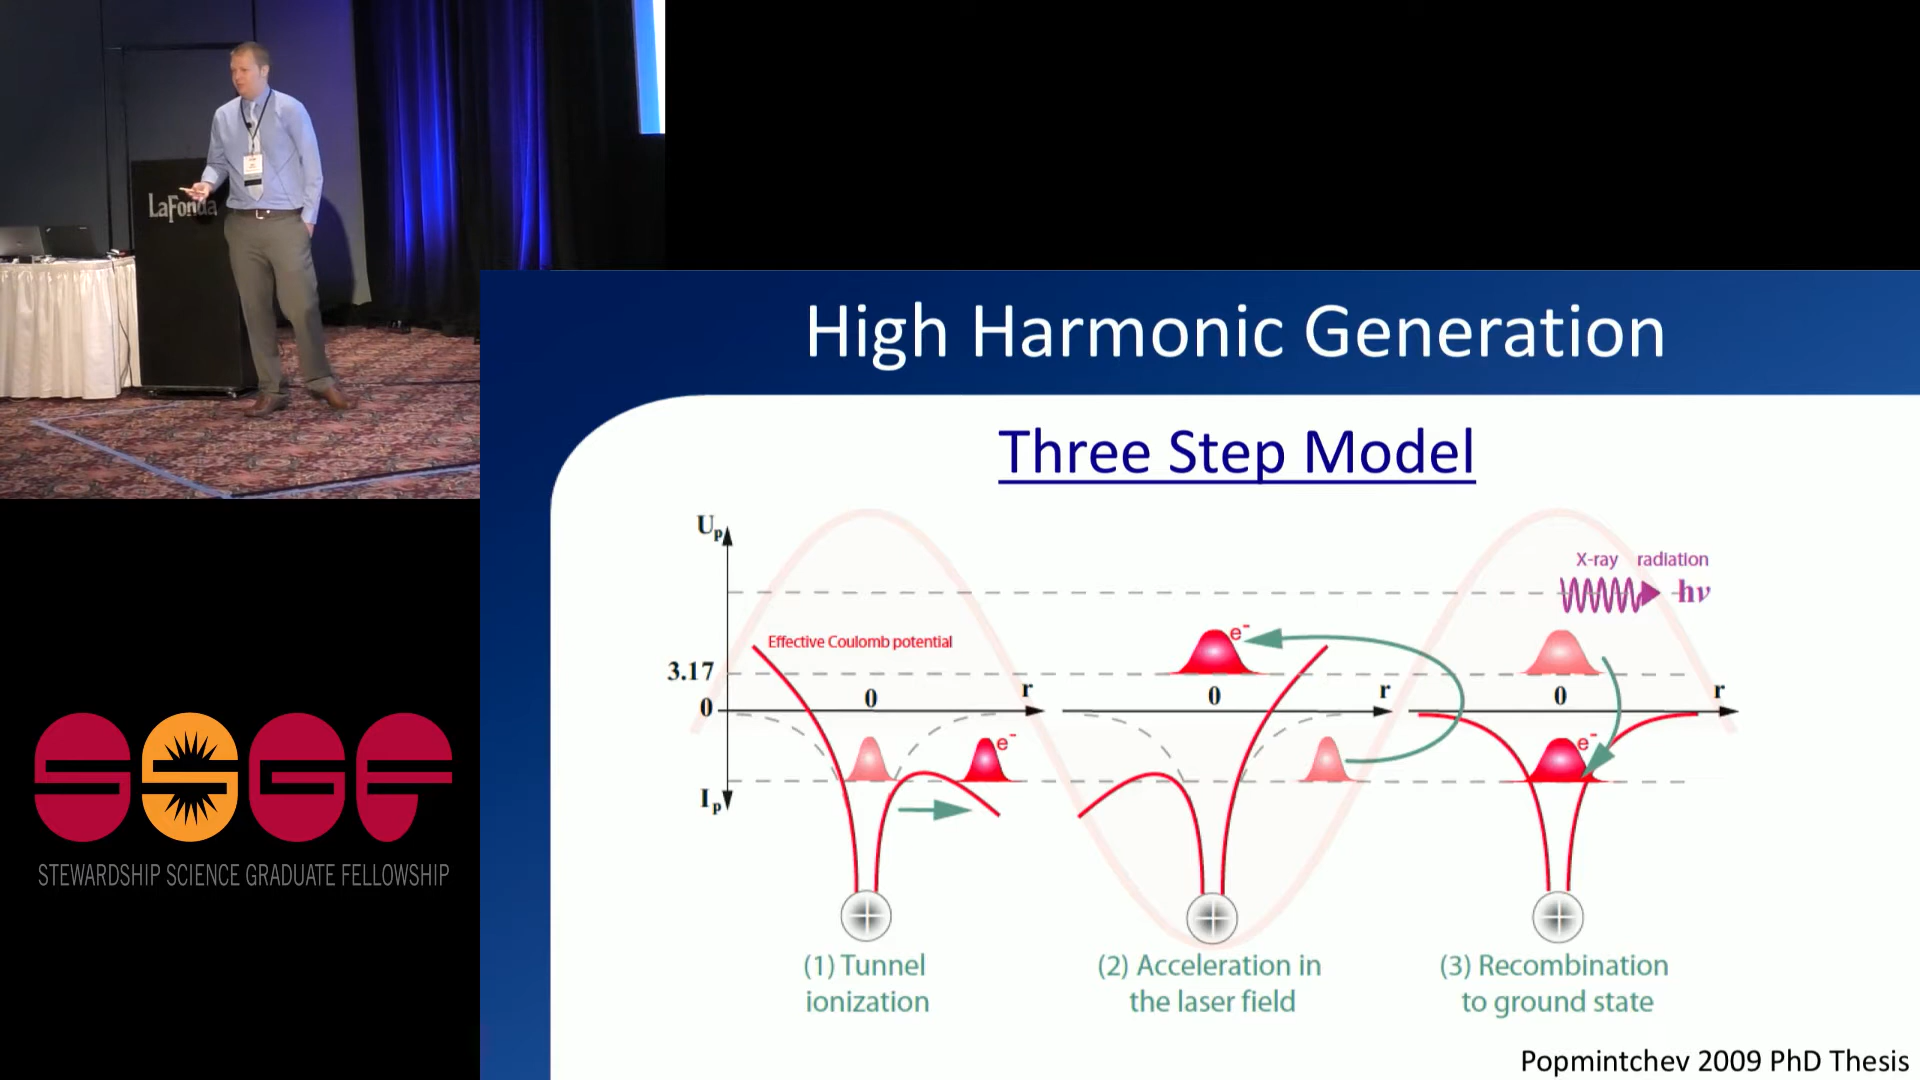 LaFonda
High Harmonic Generation
Three Step Model
Up
X-ray radiation
hν
Effective Coulomb potential
e-
3.17
0
r
0
r
0
r
0
e-
e-
Ip
(1) Tunnel
ionization
(2) Acceleration in
the laser field
(3) Recombination
to ground state
Popmintchev 2009 PhD Thesis
SSGF
STEWARDSHIP SCIENCE GRADUATE FELLOWSHIP